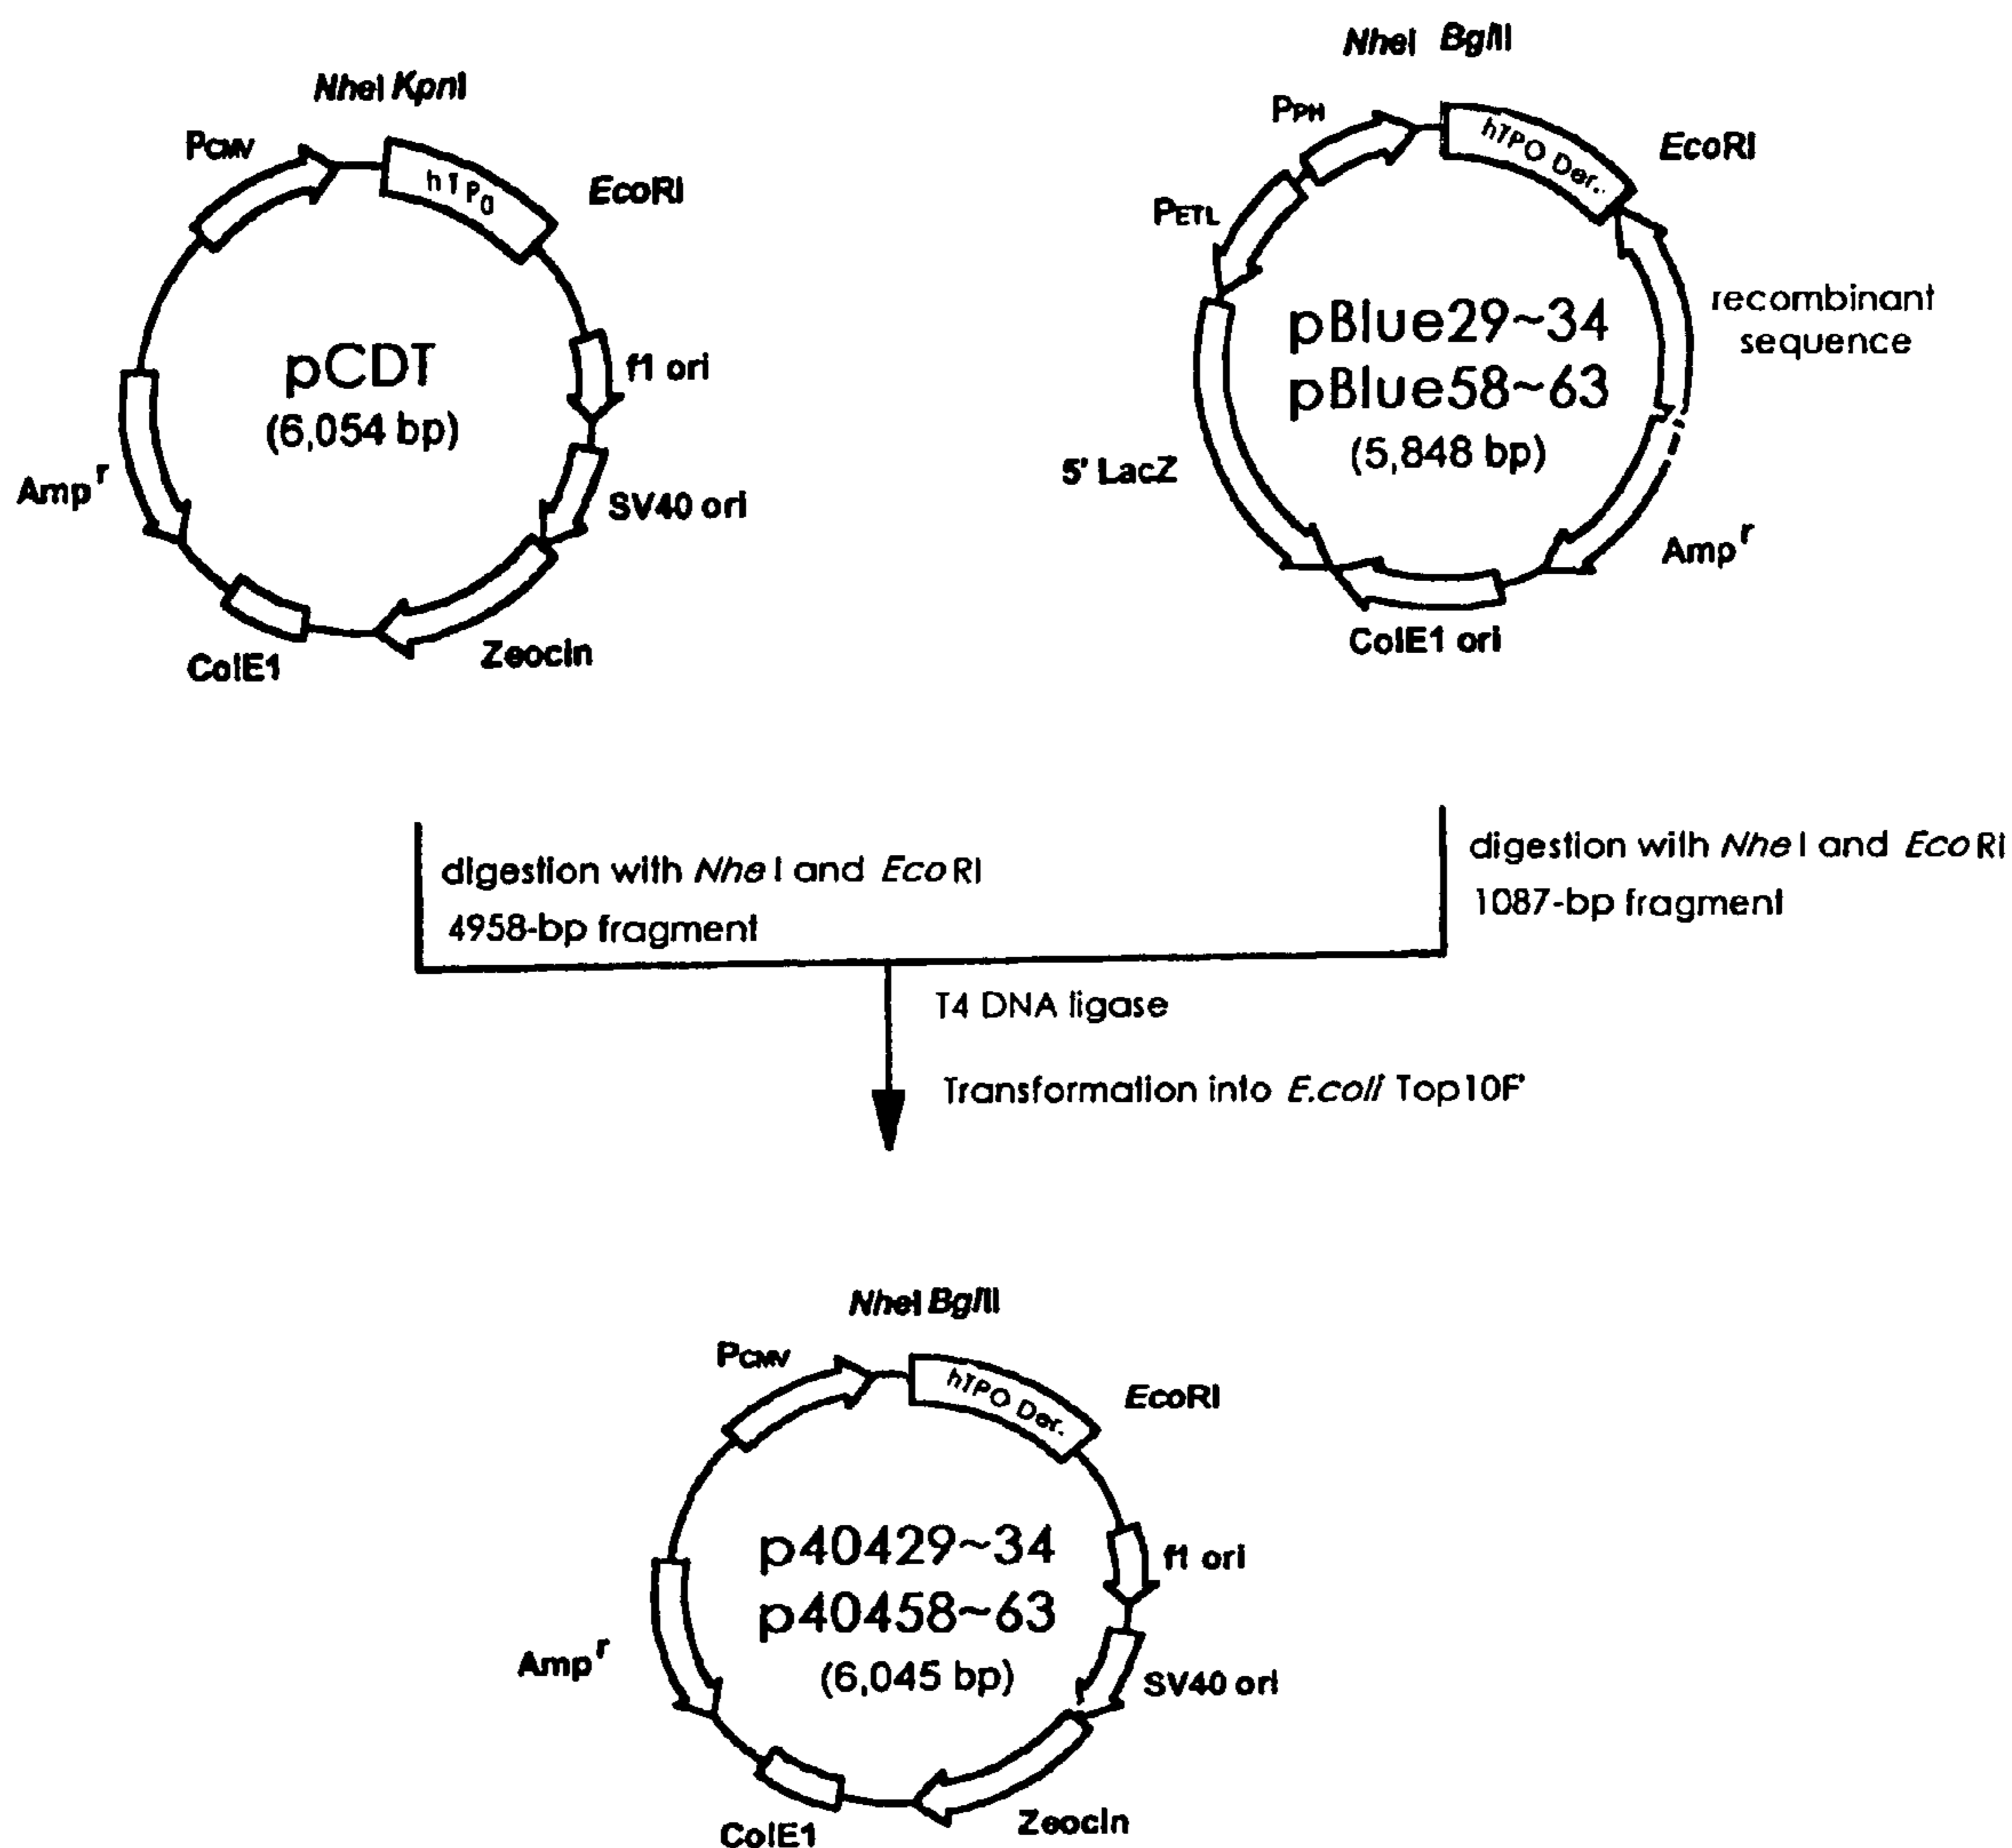 NheI KpnI
PCMV
hTPO
EcoRI
pCDT
(6,054 bp)
f1 ori
SV40 ori
Zeocin
ColE1
Amp r
NheI BglII
PPH
hTPO Der.
EcoRI
PETL
recombinant
sequence
pBlue29~34
pBlue58~63
(5,848 bp)
5' LacZ
Amp r
ColE1 ori
digestion with NheI and EcoRI
4958-bp fragment
digestion with NheI and EcoRI
1087-bp fragment
T4 DNA ligase
Transformation into E.coli Top10F'
NheI BglII
PCMV
hTPO Der.
EcoRI
p40429~34
p40458~63
(6,045 bp)
f1 ori
SV40 ori
Zeocin
ColE1
Amp r